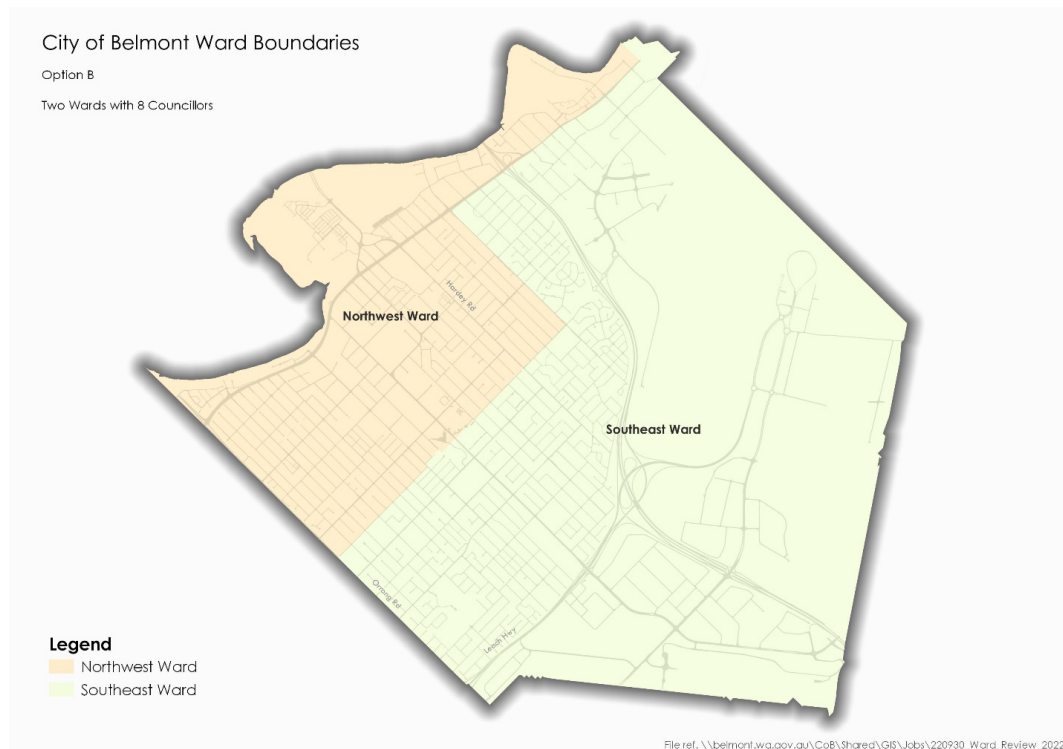 City of Belmont Ward Boundaries
Option B
Two Wards with 8 Councillors
Hardey Rd
Northwest Ward
Southeast Ward
Orrong Rd
Leach Hwy
Legend
Northwest Ward
Southeast Ward
File ref. \\belmont.wa.gov.au\CoB\Shared\GIS\Jobs\220930_Ward_Review_2022